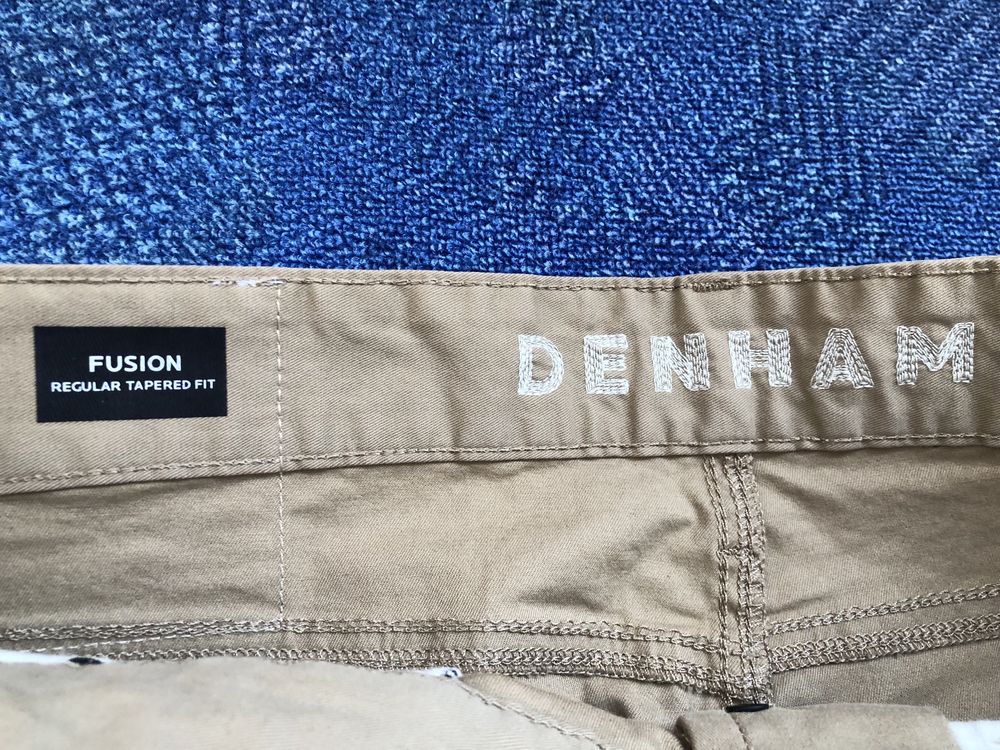 FUSION
REGULAR TAPERED FIT
DENHAM